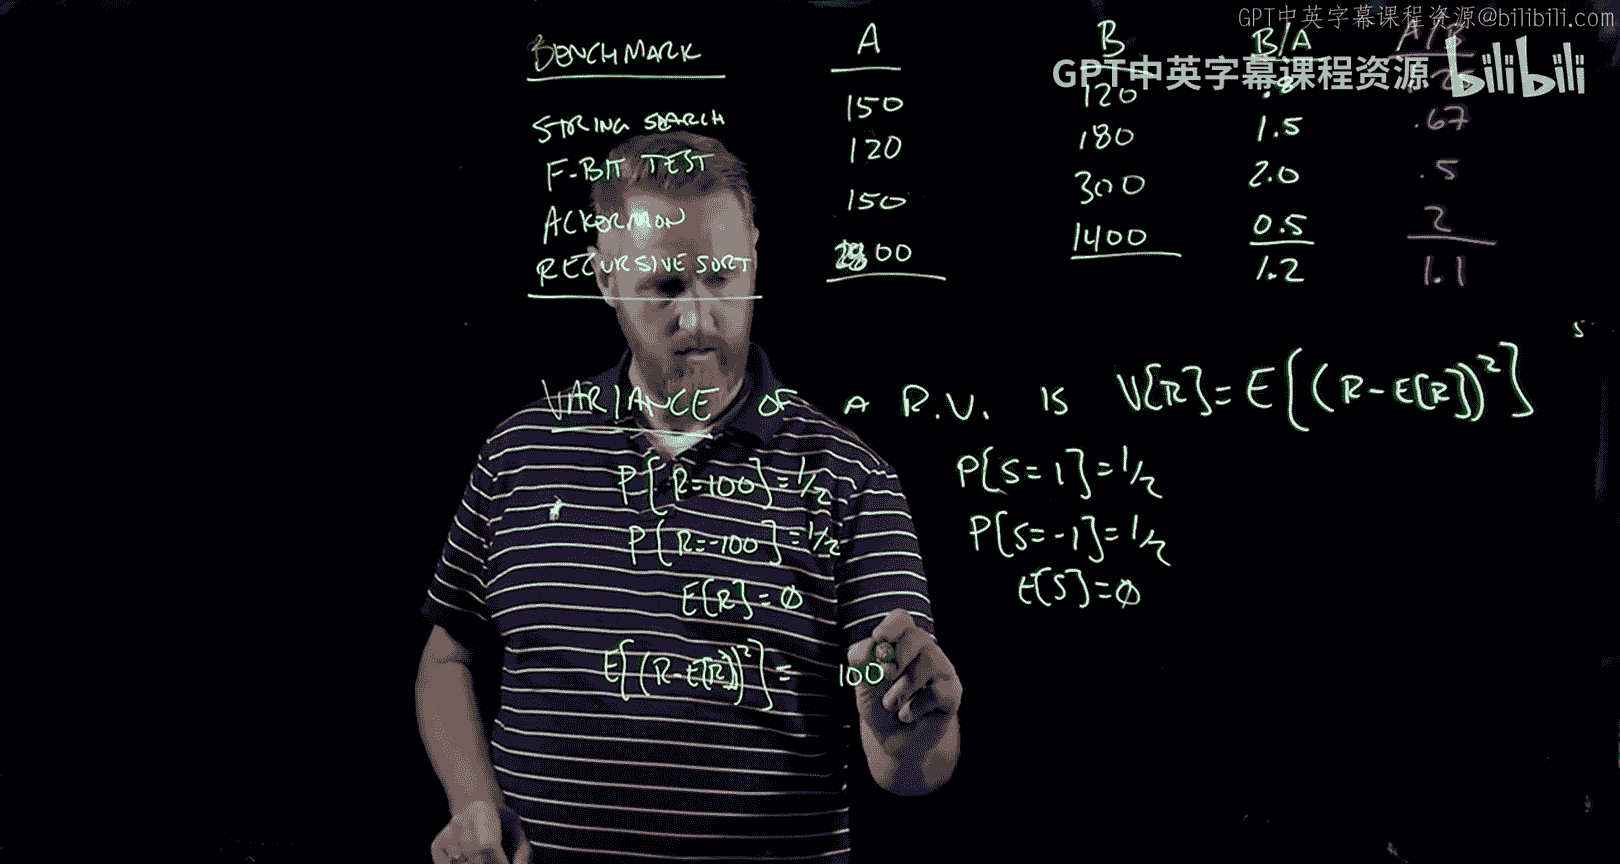 GPT中英字幕课程资源@bilibili.com
GPT中英字幕课程资源 bilibili
BENCHMARK A B B/A A/B
STRING SEARCH 150 120 .8
F-BIT TEST 120 180 1.5 .67
ACKERMON 150 300 2.0 .5
RECURSIVE SORT 00 1400 0.5 2
1.2 1.1
VARIANCE OF A R.V. IS V[R]=E[(R-E[R])²]
P[R=100]=1/2 P[S=1]=1/2
P[R=-100]=1/2 P[S=-1]=1/2
E[R]=0 E[S]=0
E[(R-E[R])²]= 100